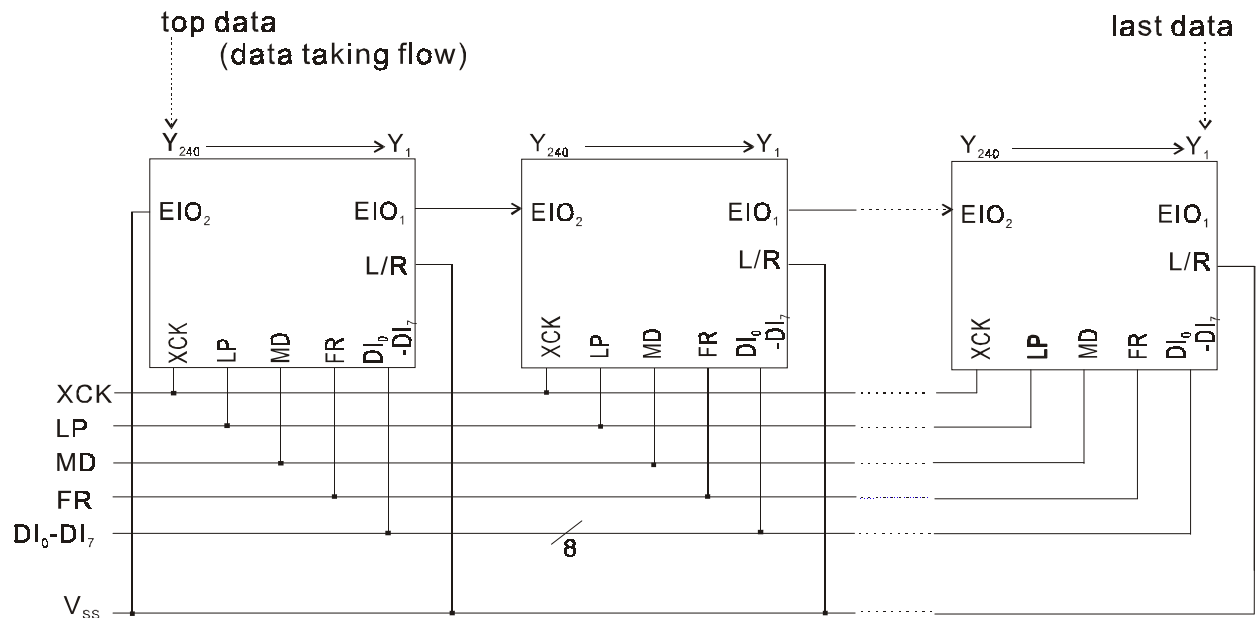 top data
(data taking flow)
last data
Y₂₄₀ Y₁
Y₂₄₀ Y₁
Y₂₄₀ Y₁
EIO₂ EIO₁
L/R
XCK LP MD FR DI₀-DI₇
EIO₂ EIO₁
L/R
XCK LP MD FR DI₀-DI₇
EIO₂ EIO₁
L/R
XCK LP MD FR DI₀-DI₇
XCK
LP
MD
FR
DI₀-DI₇
8
Vss